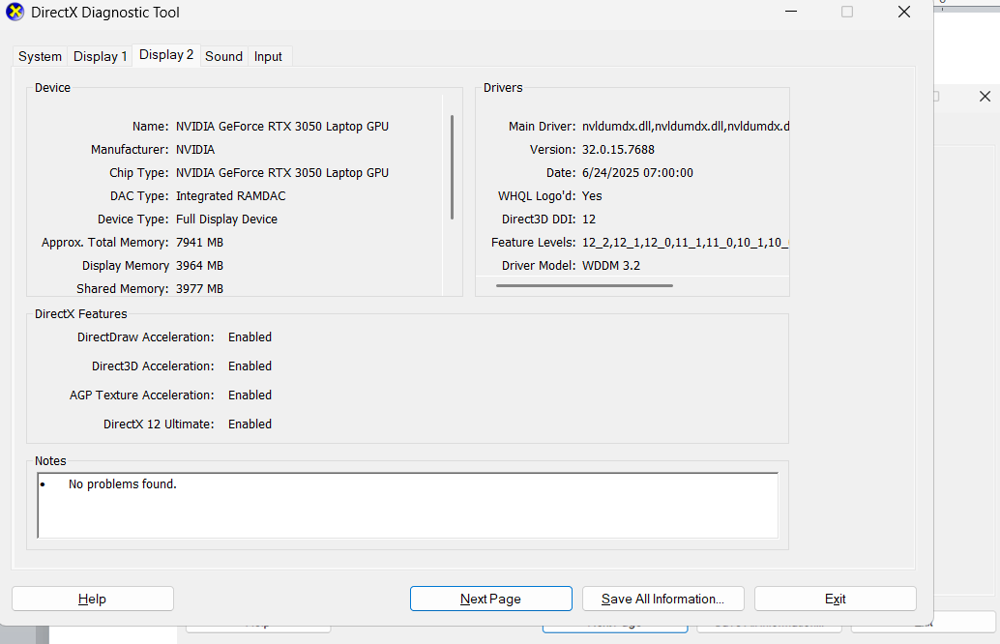 DirectX Diagnostic Tool
System Display 1 Display 2 Sound Input
Device
Name: NVIDIA GeForce RTX 3050 Laptop GPU
Manufacturer: NVIDIA
Chip Type: NVIDIA GeForce RTX 3050 Laptop GPU
DAC Type: Integrated RAMDAC
Device Type: Full Display Device
Approx. Total Memory: 7941 MB
Display Memory 3964 MB
Shared Memory: 3977 MB
Drivers
Main Driver: nvldumdx.dll,nvldumdx.dll,nvldumdx.d
Version: 32.0.15.7688
Date: 6/24/2025 07:00:00
WHQL Logo'd: Yes
Direct3D DDI: 12
Feature Levels: 12_2,12_1,12_0,11_1,11_0,10_1,10_
Driver Model: WDDM 3.2
DirectX Features
DirectDraw Acceleration: Enabled
Direct3D Acceleration: Enabled
AGP Texture Acceleration: Enabled
DirectX 12 Ultimate: Enabled
Notes
• No problems found.
Help Next Page Save All Information... Exit